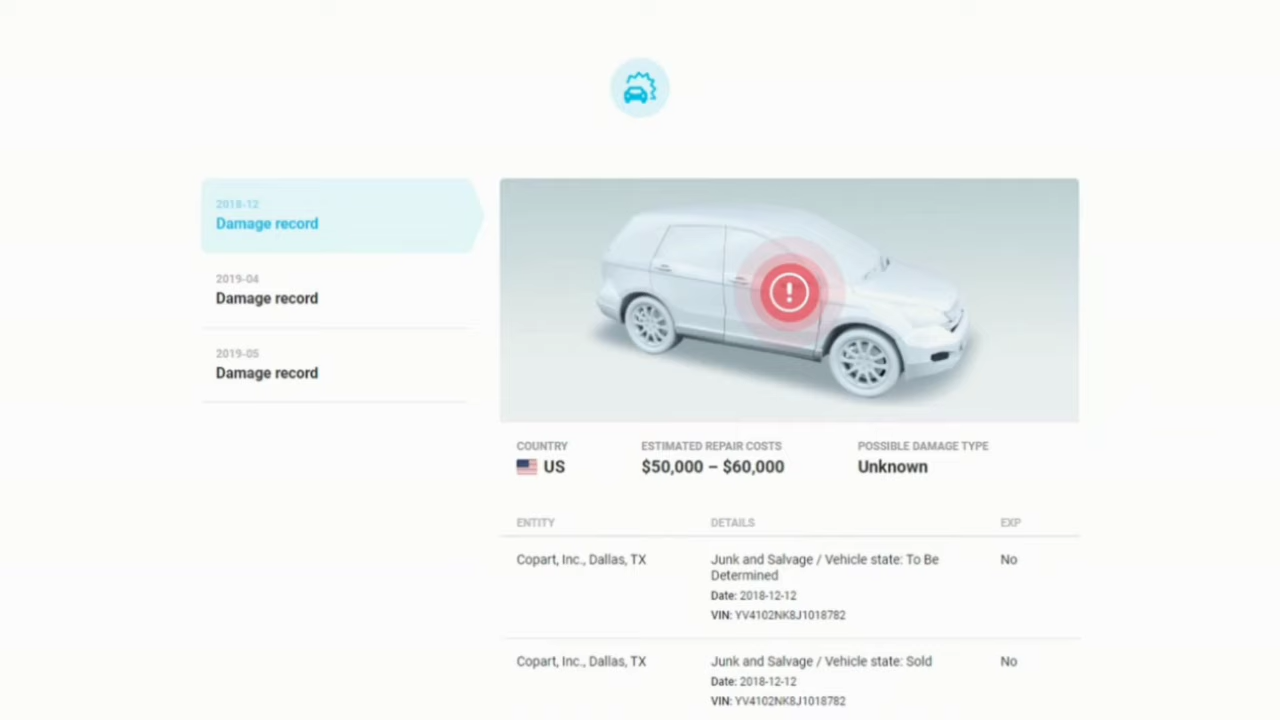 2018-12
Damage record
2019-04
Damage record
2019-05
Damage record
COUNTRY
US
ESTIMATED REPAIR COSTS
$50,000 – $60,000
POSSIBLE DAMAGE TYPE
Unknown
ENTITY DETAILS EXP
Copart, Inc., Dallas, TX
Junk and Salvage / Vehicle state: To Be
Determined
Date: 2018-12-12
VIN: YV4102NK8J1018782
No
Copart, Inc., Dallas, TX
Junk and Salvage / Vehicle state: Sold
Date: 2018-12-12
VIN: YV4102NK8J1018782
No